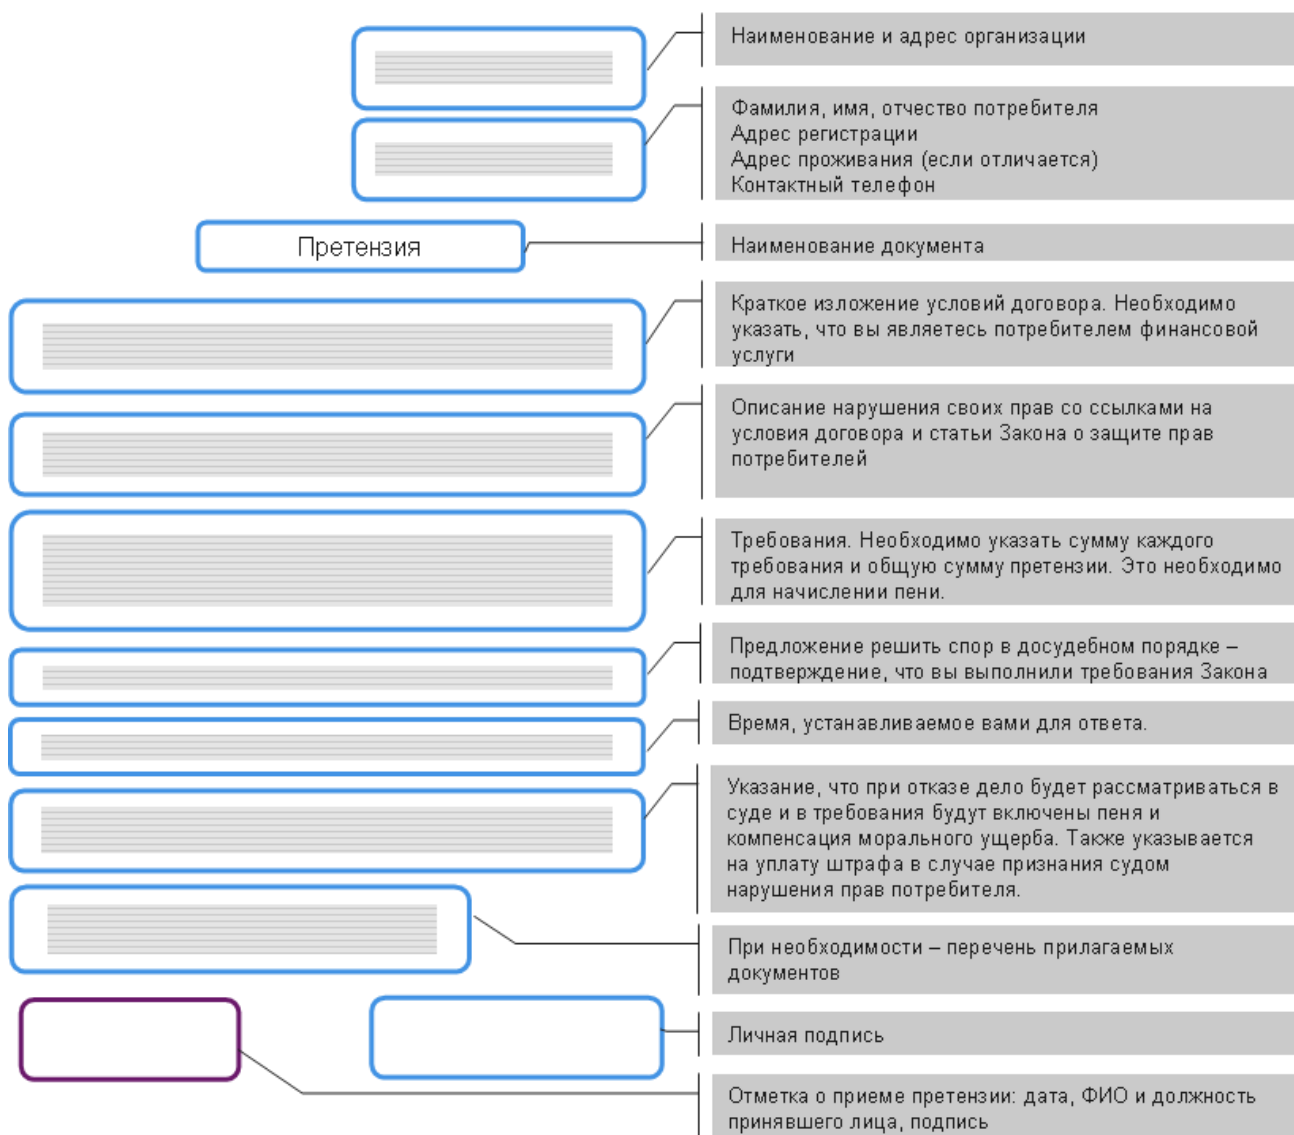 Наименование и адрес организации
Фамилия, имя, отчество потребителя
Адрес регистрации
Адрес проживания (если отличается)
Контактный телефон
Претензия
Наименование документа
Краткое изложение условий договора. Необходимо
указать, что вы являетесь потребителем финансовой
услуги
Описание нарушения своих прав со ссылками на
условия договора и статьи Закона о защите прав
потребителей
Требования. Необходимо указать сумму каждого
требования и общую сумму претензии. Это необходимо
для начислении пени.
Предложение решить спор в досудебном порядке –
подтверждение, что вы выполнили требования Закона
Время, устанавливаемое вами для ответа.
Указание, что при отказе дело будет рассматриваться в
суде и в требования будут включены пеня и
компенсация морального ущерба. Также указывается
на уплату штрафа в случае признания судом
нарушения прав потребителя.
При необходимости – перечень прилагаемых
документов
Личная подпись
Отметка о приеме претензии: дата, ФИО и должность
принявшего лица, подпись